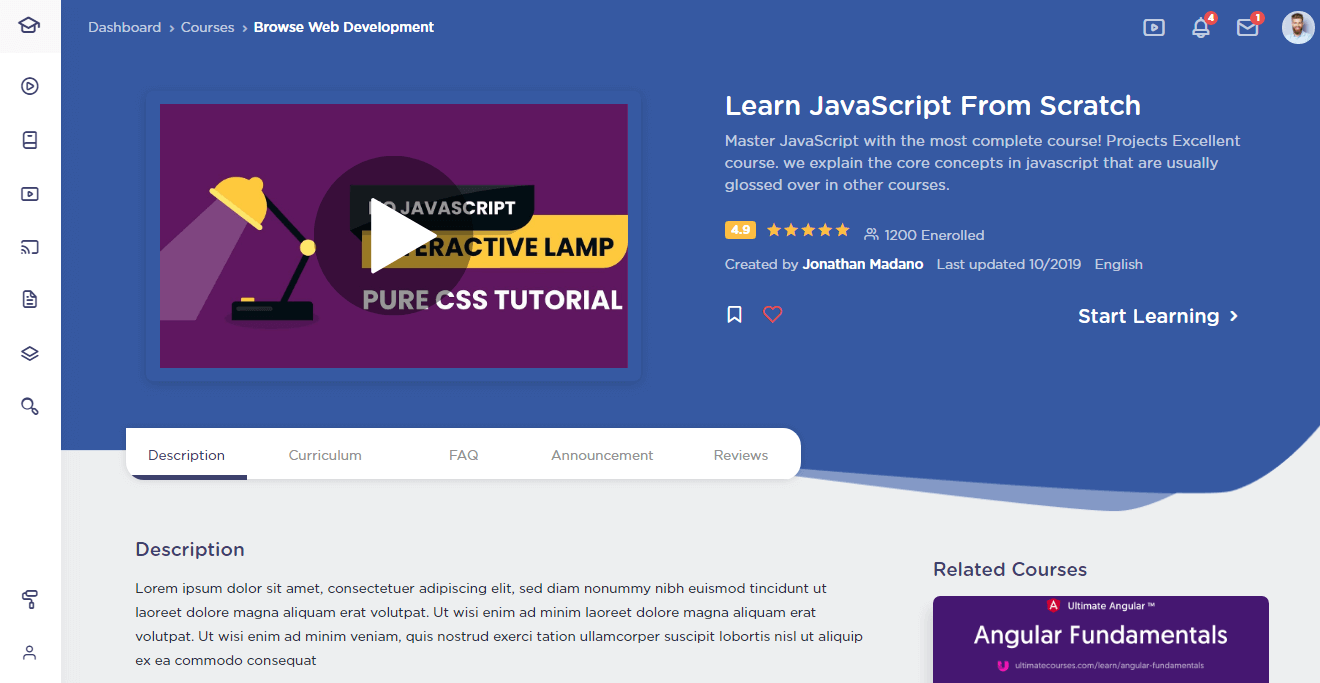 Dashboard › Courses › Browse Web Development
4
1
Learn JavaScript From Scratch
Master JavaScript with the most complete course! Projects Excellent
course. we explain the core concepts in javascript that are usually
glossed over in other courses.
4.9
1200 Enerolled
Created by Jonathan Madano Last updated 10/2019 English
Start Learning
JAVASCRIPT
ERACTIVE LAMP
PURE CSS TUTORIAL
Description
Curriculum
FAQ
Announcement
Reviews
Description
Lorem ipsum dolor sit amet, consectetuer adipiscing elit, sed diam nonummy nibh euismod tincidunt ut
laoreet dolore magna aliquam erat volutpat. Ut wisi enim ad minim laoreet dolore magna aliquam erat
volutpat. Ut wisi enim ad minim veniam, quis nostrud exerci tation ullamcorper suscipit lobortis nisl ut aliquip
ex ea commodo consequat
Related Courses
Ultimate Angular ™
Angular Fundamentals
ultimatecourses.com/learn/angular-fundamentals